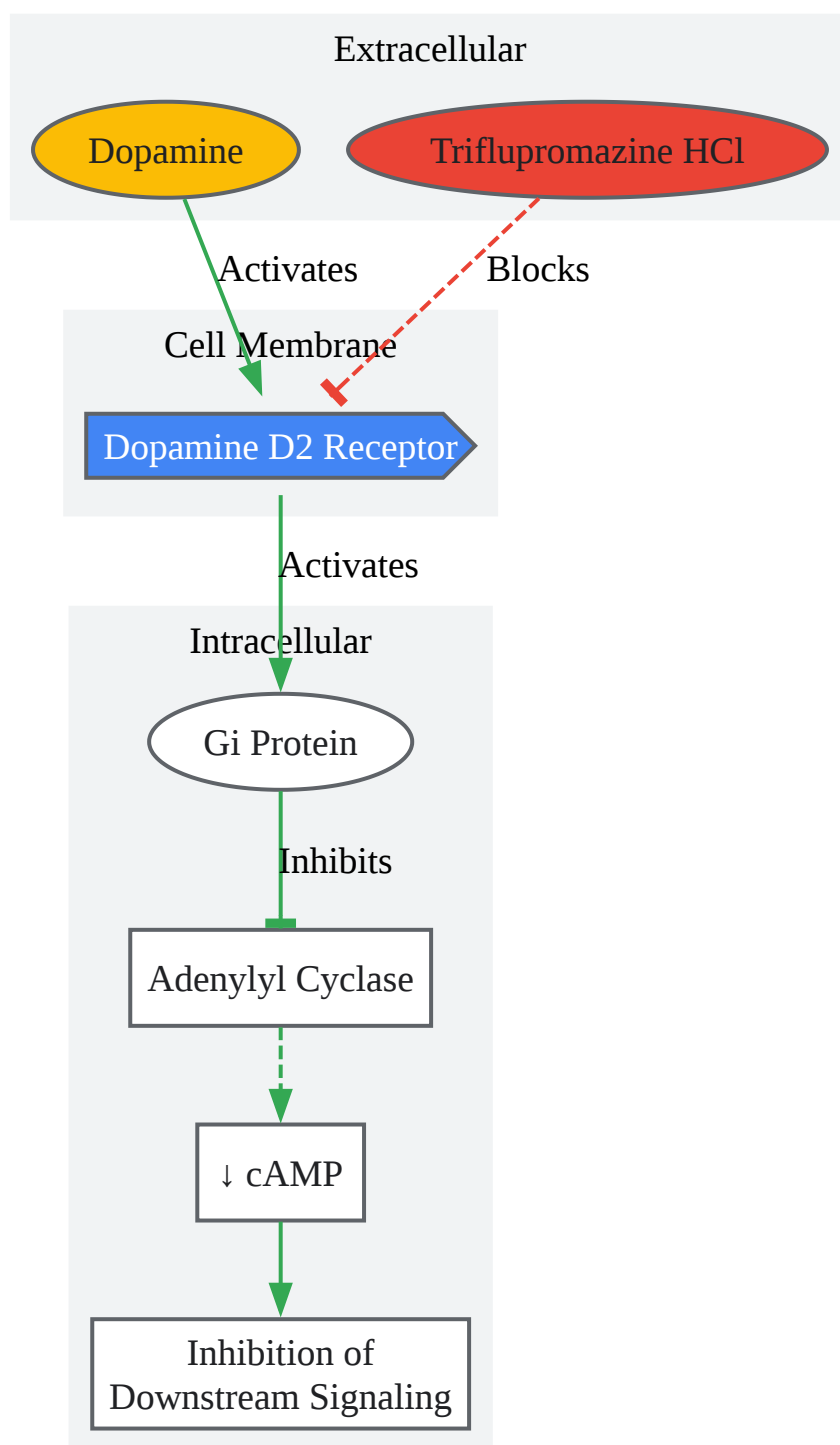 Extracellular
Dopamine
Triflupromazine HCl
Activates
Blocks
Cell Membrane
Dopamine D2 Receptor
Activates
Intracellular
Gi Protein
Inhibits
Adenylyl Cyclase
↓ cAMP
Inhibition of
Downstream Signaling